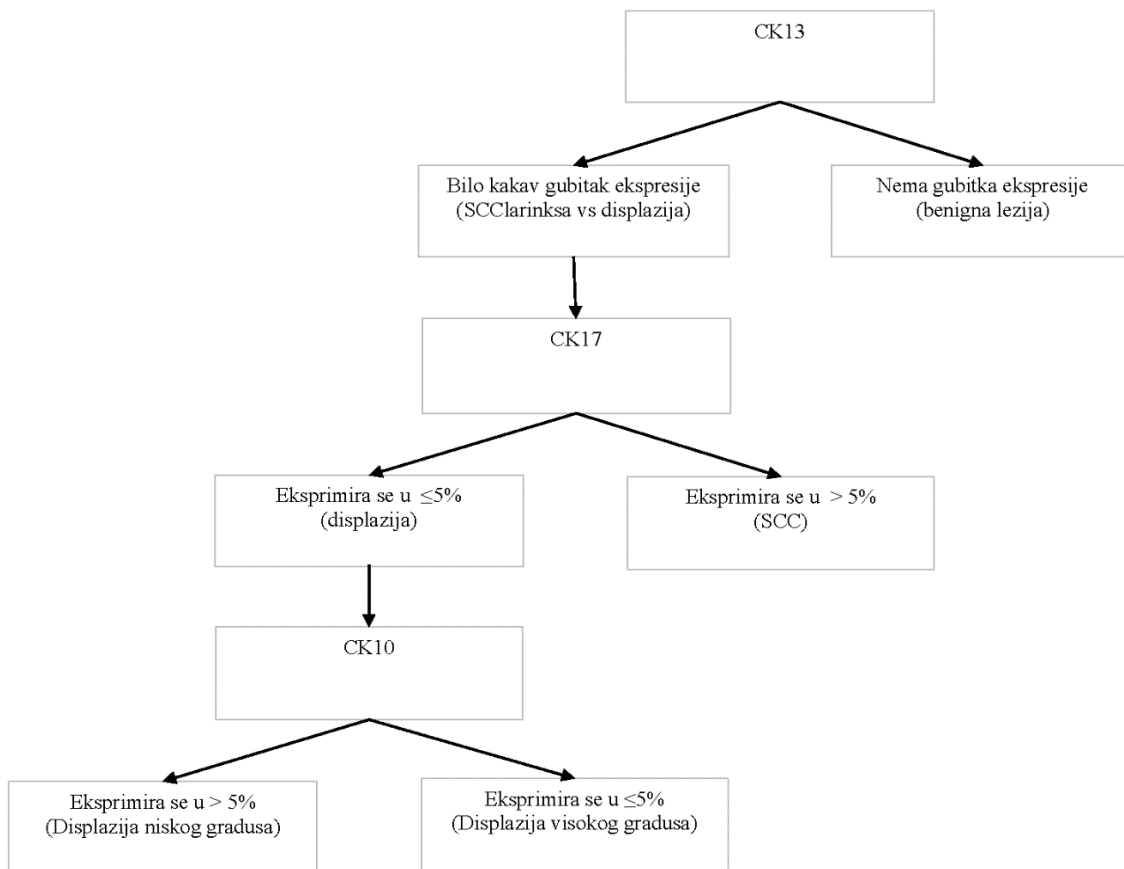 CK13
Bilo kakav gubitak ekspresije
(SCClarinksa vs displazija)
Nema gubitka ekspresije
(benigna lezija)
CK17
Eksprimira se u ≤5%
(displazija)
Eksprimira se u > 5%
(SCC)
CK10
Eksprimira se u > 5%
(Displazija niskog gradusa)
Eksprimira se u ≤5%
(Displazija visokog gradusa)